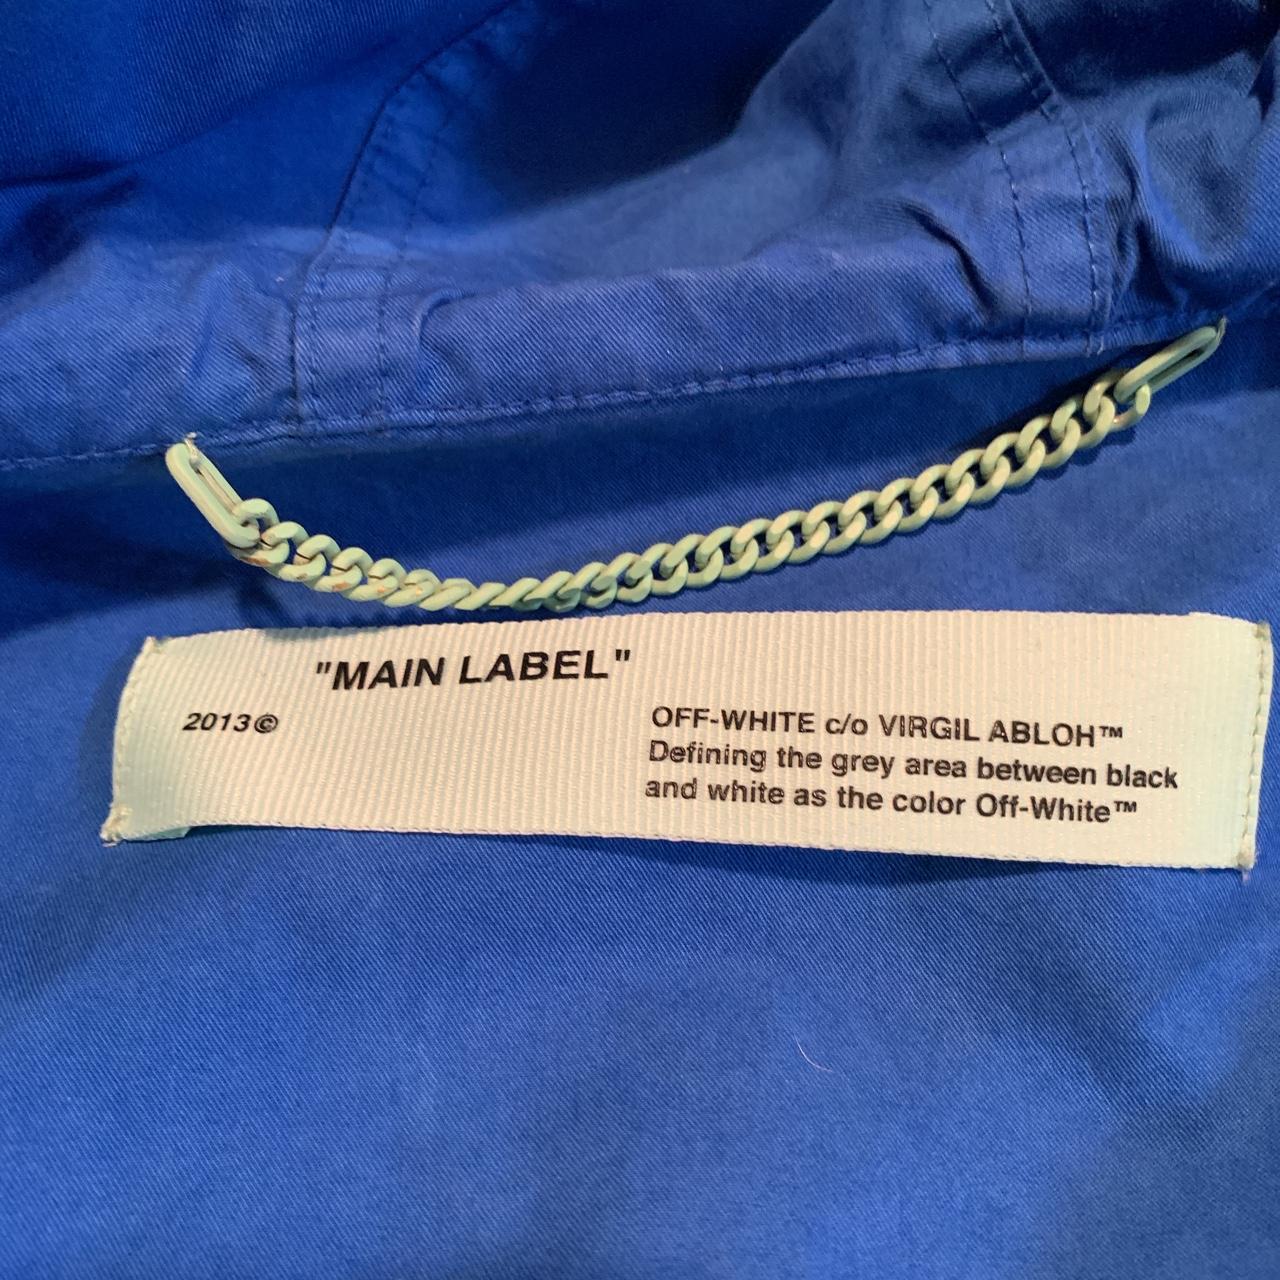 "MAIN LABEL"
2013©
OFF-WHITE c/o VIRGIL ABLOH™
Defining the grey area between black
and white as the color Off-White™